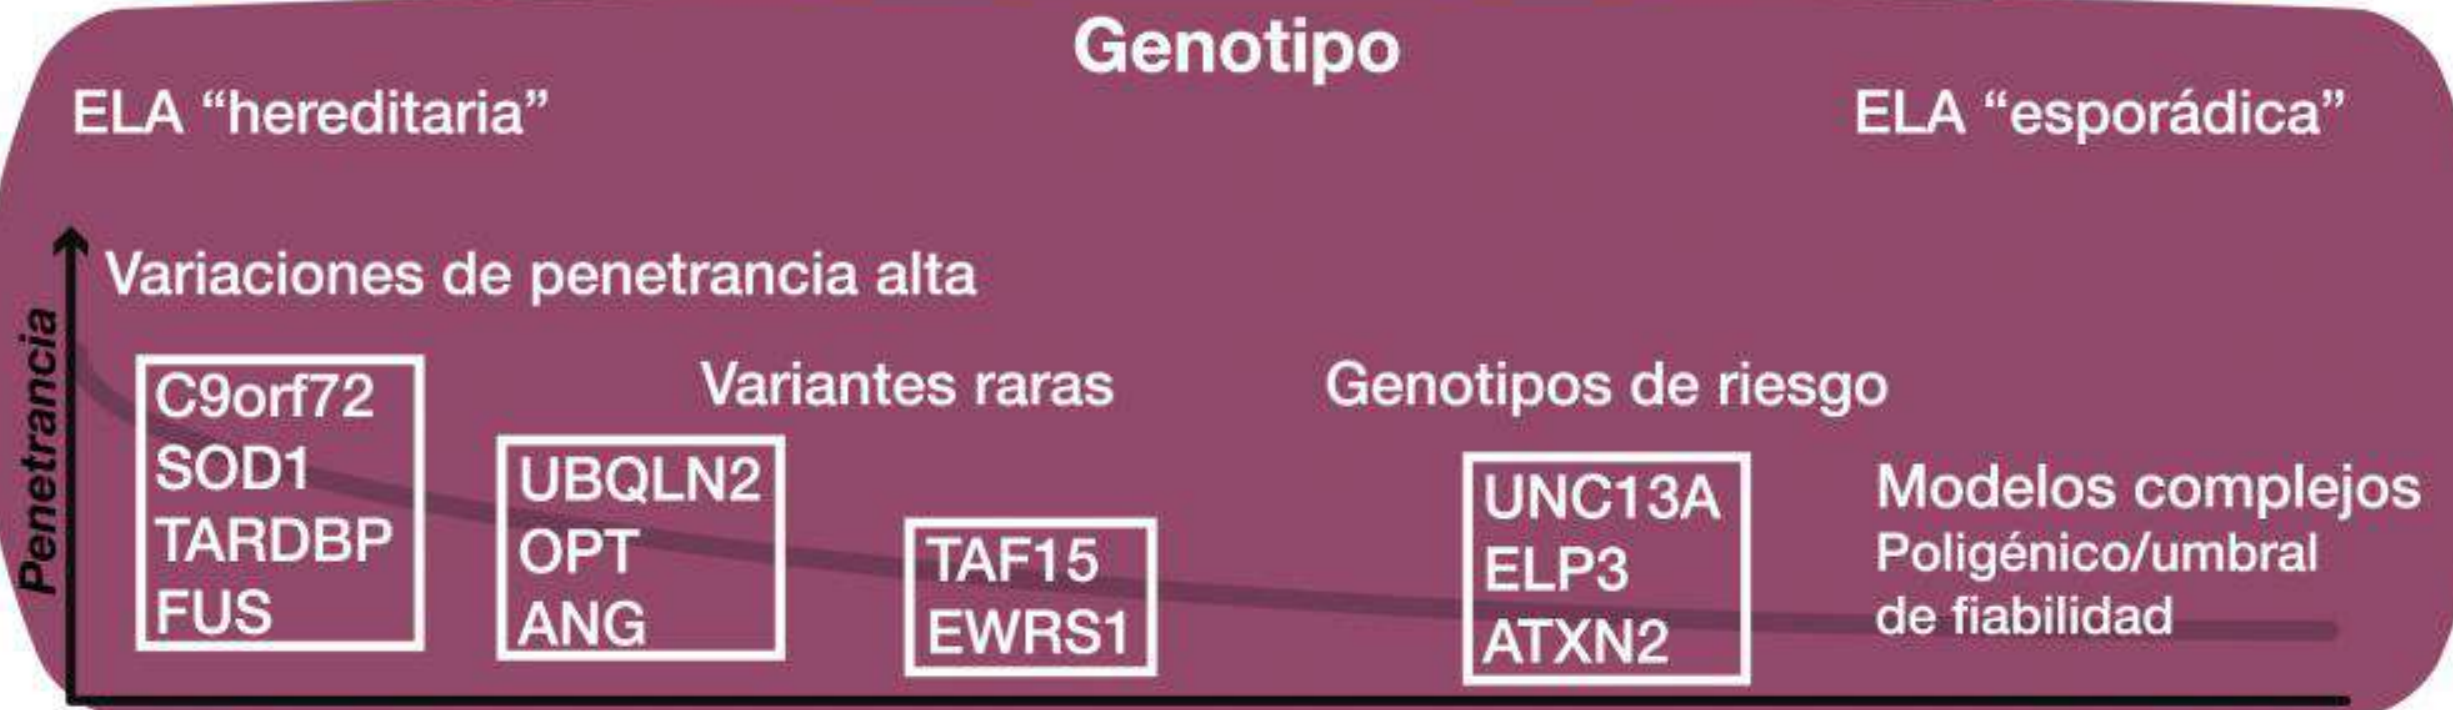 Genotipo
ELA “hereditaria”
ELA “esporádica”
Penetrancia
Variaciones de penetrancia alta
C9orf72
SOD1
TARDBP
FUS
UBQLN2
OPT
ANG
Variantes raras
TAF15
EWRS1
Genotipos de riesgo
UNC13A
ELP3
ATXN2
Modelos complejos
Poligénico/umbral
de fiabilidad